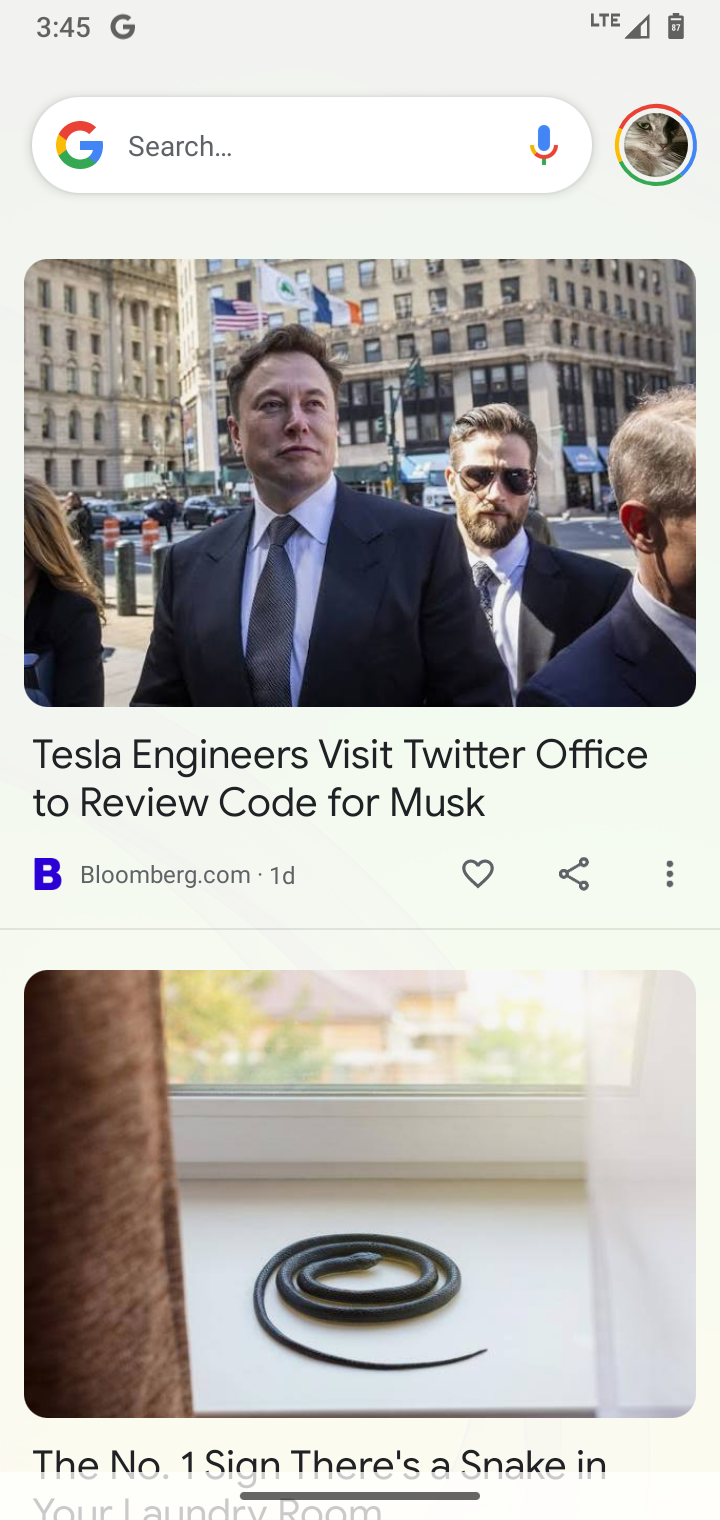 3:45
LTE
87
Search...
Tesla Engineers Visit Twitter Office
to Review Code for Musk
B Bloomberg.com · 1d
The No. 1 Sign There's a Snake in
Your Laundry Room